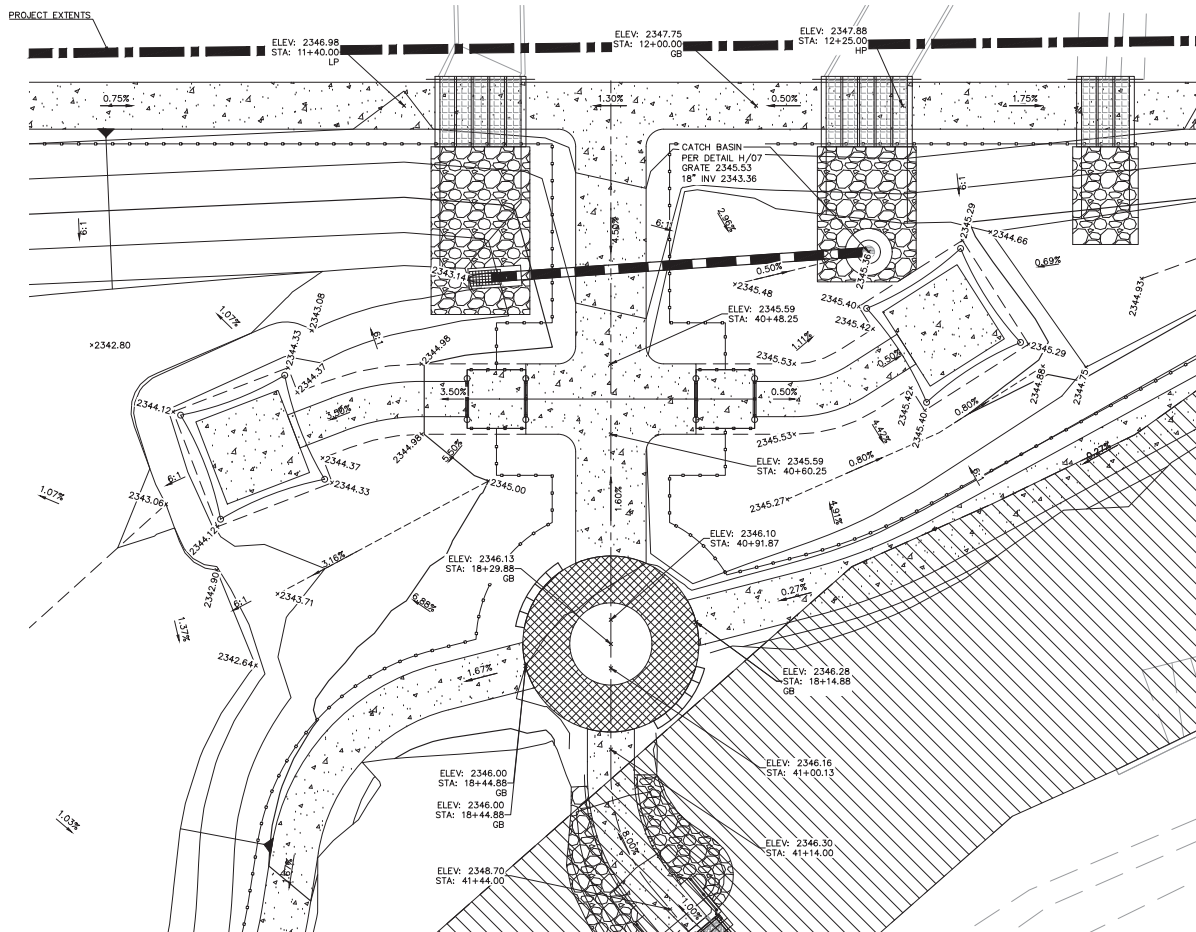 PROJECT EXTENTS
ELEV: 2346.98
STA: 11+40.00
LP
ELEV: 2347.75
STA: 12+00.00
GB
ELEV: 2347.88
STA: 12+25.00
HP
0.75%
1.30%
0.50%
1.75%
CATCH BASIN
PER DETAIL H/07
GRATE 2345.53
18" INV 2343.36
6:1
6:1
6:1
2.96%
4.50%
2345.29
2344.66
2345.36
0.69%
2343.14
0.50%
2345.48
2344.93
1.07%
2343.08
2345.40
ELEV: 2345.59
STA: 40+48.25
2345.42
6:1
2342.80
2344.33
2344.98
1.11%
2345.29
2345.53
0.50%
2344.37
2344.88
2344.75
3.50%
0.50%
2345.42
2345.40
0.80%
2344.12
2344.98
5.50%
2345.53
4.42%
0.80%
ELEV: 2345.59
STA: 40+60.25
0.27%
2344.37
2344.33
6:1
2345.00
1.07%
2343.06
1.60%
2345.27
4.91%
2344.12
ELEV: 2346.10
STA: 40+91.87
3.16%
ELEV: 2346.13
STA: 18+29.88
GB
2342.90
6:1
2343.71
6.88%
0.27%
1.37%
2342.64
1.67%
ELEV: 2346.28
STA: 18+14.88
GB
ELEV: 2346.00
STA: 18+44.88
GB
ELEV: 2346.16
STA: 41+00.13
ELEV: 2346.00
STA: 18+44.88
GB
1.03%
8.00%
ELEV: 2346.30
STA: 41+14.00
1.67%
ELEV: 2348.70
STA: 41+44.00
1.00%